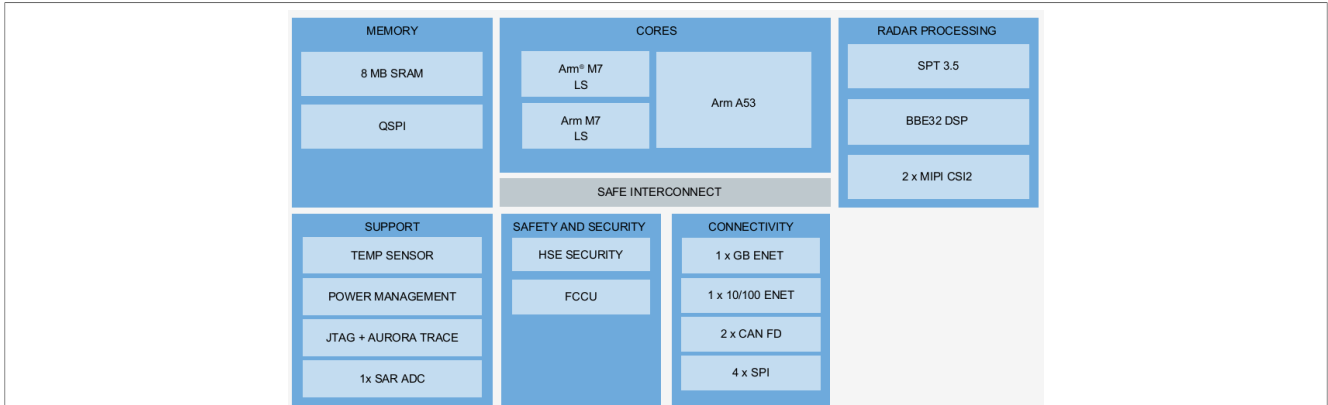 MEMORY
8 MB SRAM
QSPI
CORES
Arm® M7
LS
Arm M7
LS
Arm A53
SAFE INTERCONNECT
RADAR PROCESSING
SPT 3.5
BBE32 DSP
2 x MIPI CSI2
SUPPORT
TEMP SENSOR
POWER MANAGEMENT
JTAG + AURORA TRACE
1x SAR ADC
SAFETY AND SECURITY
HSE SECURITY
FCCU
CONNECTIVITY
1 x GB ENET
1 x 10/100 ENET
2 x CAN FD
4 x SPI